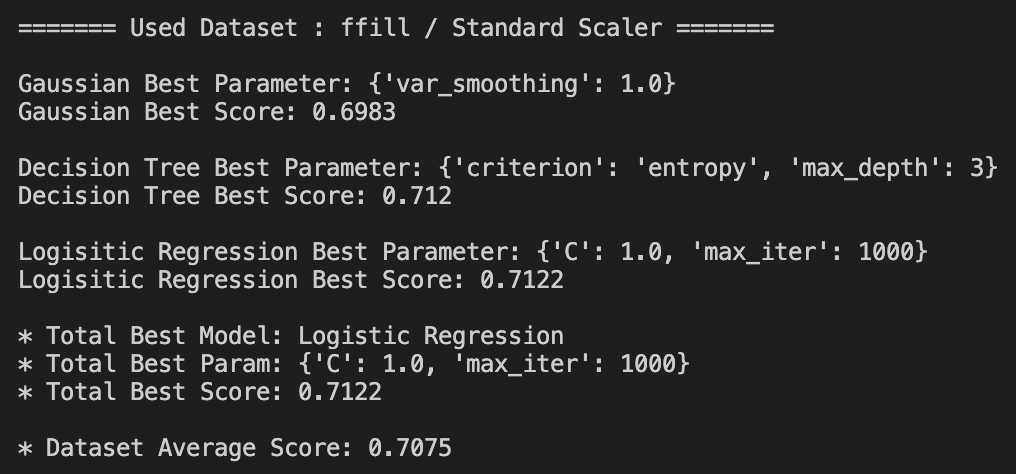 ======= Used Dataset : ffill / Standard Scaler =======
Gaussian Best Parameter: {'var_smoothing': 1.0}
Gaussian Best Score: 0.6983
Decision Tree Best Parameter: {'criterion': 'entropy', 'max_depth': 3}
Decision Tree Best Score: 0.712
Logisitic Regression Best Parameter: {'C': 1.0, 'max_iter': 1000}
Logisitic Regression Best Score: 0.7122
* Total Best Model: Logistic Regression
* Total Best Param: {'C': 1.0, 'max_iter': 1000}
* Total Best Score: 0.7122
* Dataset Average Score: 0.7075